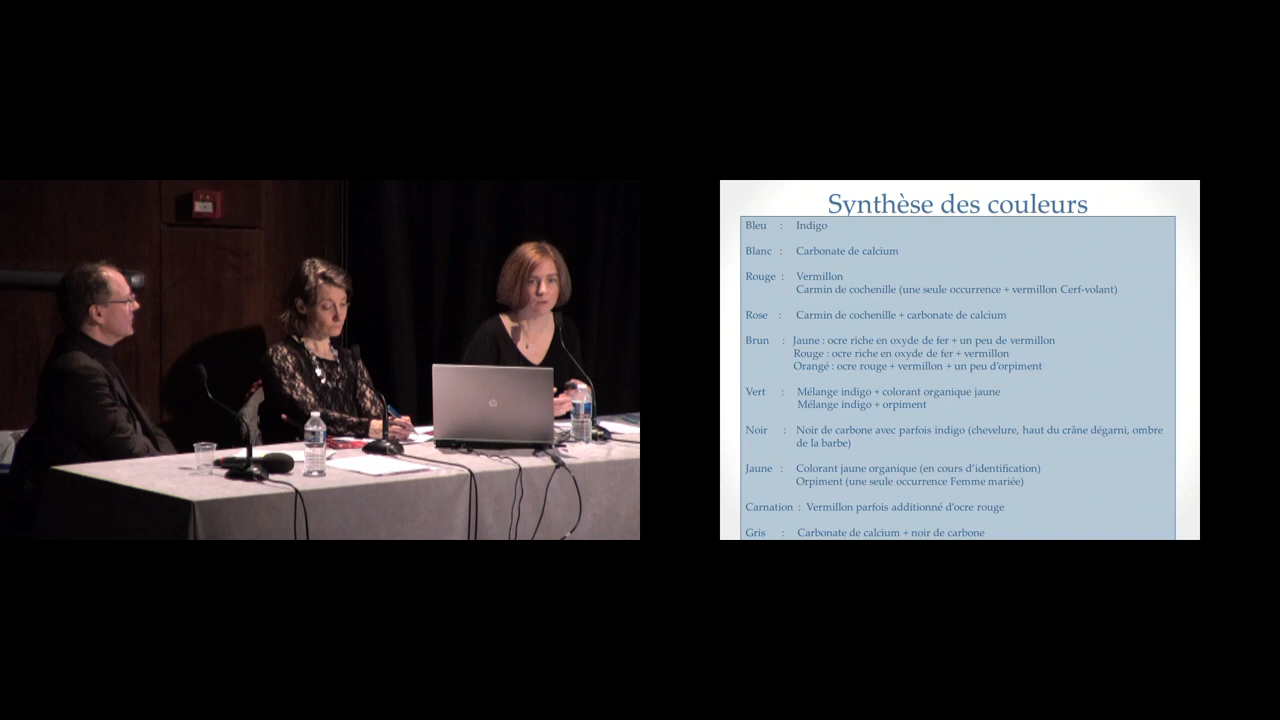 Synthèse des couleurs
Bleu : Indigo
Blanc : Carbonate de calcium
Rouge : Vermillon
Carmin de cochenille (une seule occurrence + vermillon Cerf-volant)
Rose : Carmin de cochenille + carbonate de calcium
Brun : Jaune : ocre riche en oxyde de fer + un peu de vermillon
Rouge : ocre riche en oxyde de fer + vermillon
Orangé : ocre rouge + vermillon + un peu d'orpiment
Vert : Mélange indigo + colorant organique jaune
Mélange indigo + orpiment
Noir : Noir de carbone avec parfois indigo (chevelure, haut du crâne dégarni, ombre
de la barbe)
Jaune : Colorant jaune organique (en cours d'identification)
Orpiment (une seule occurrence Femme mariée)
Carnation : Vermillon parfois additionné d'ocre rouge
Gris : Carbonate de calcium + noir de carbone
hp